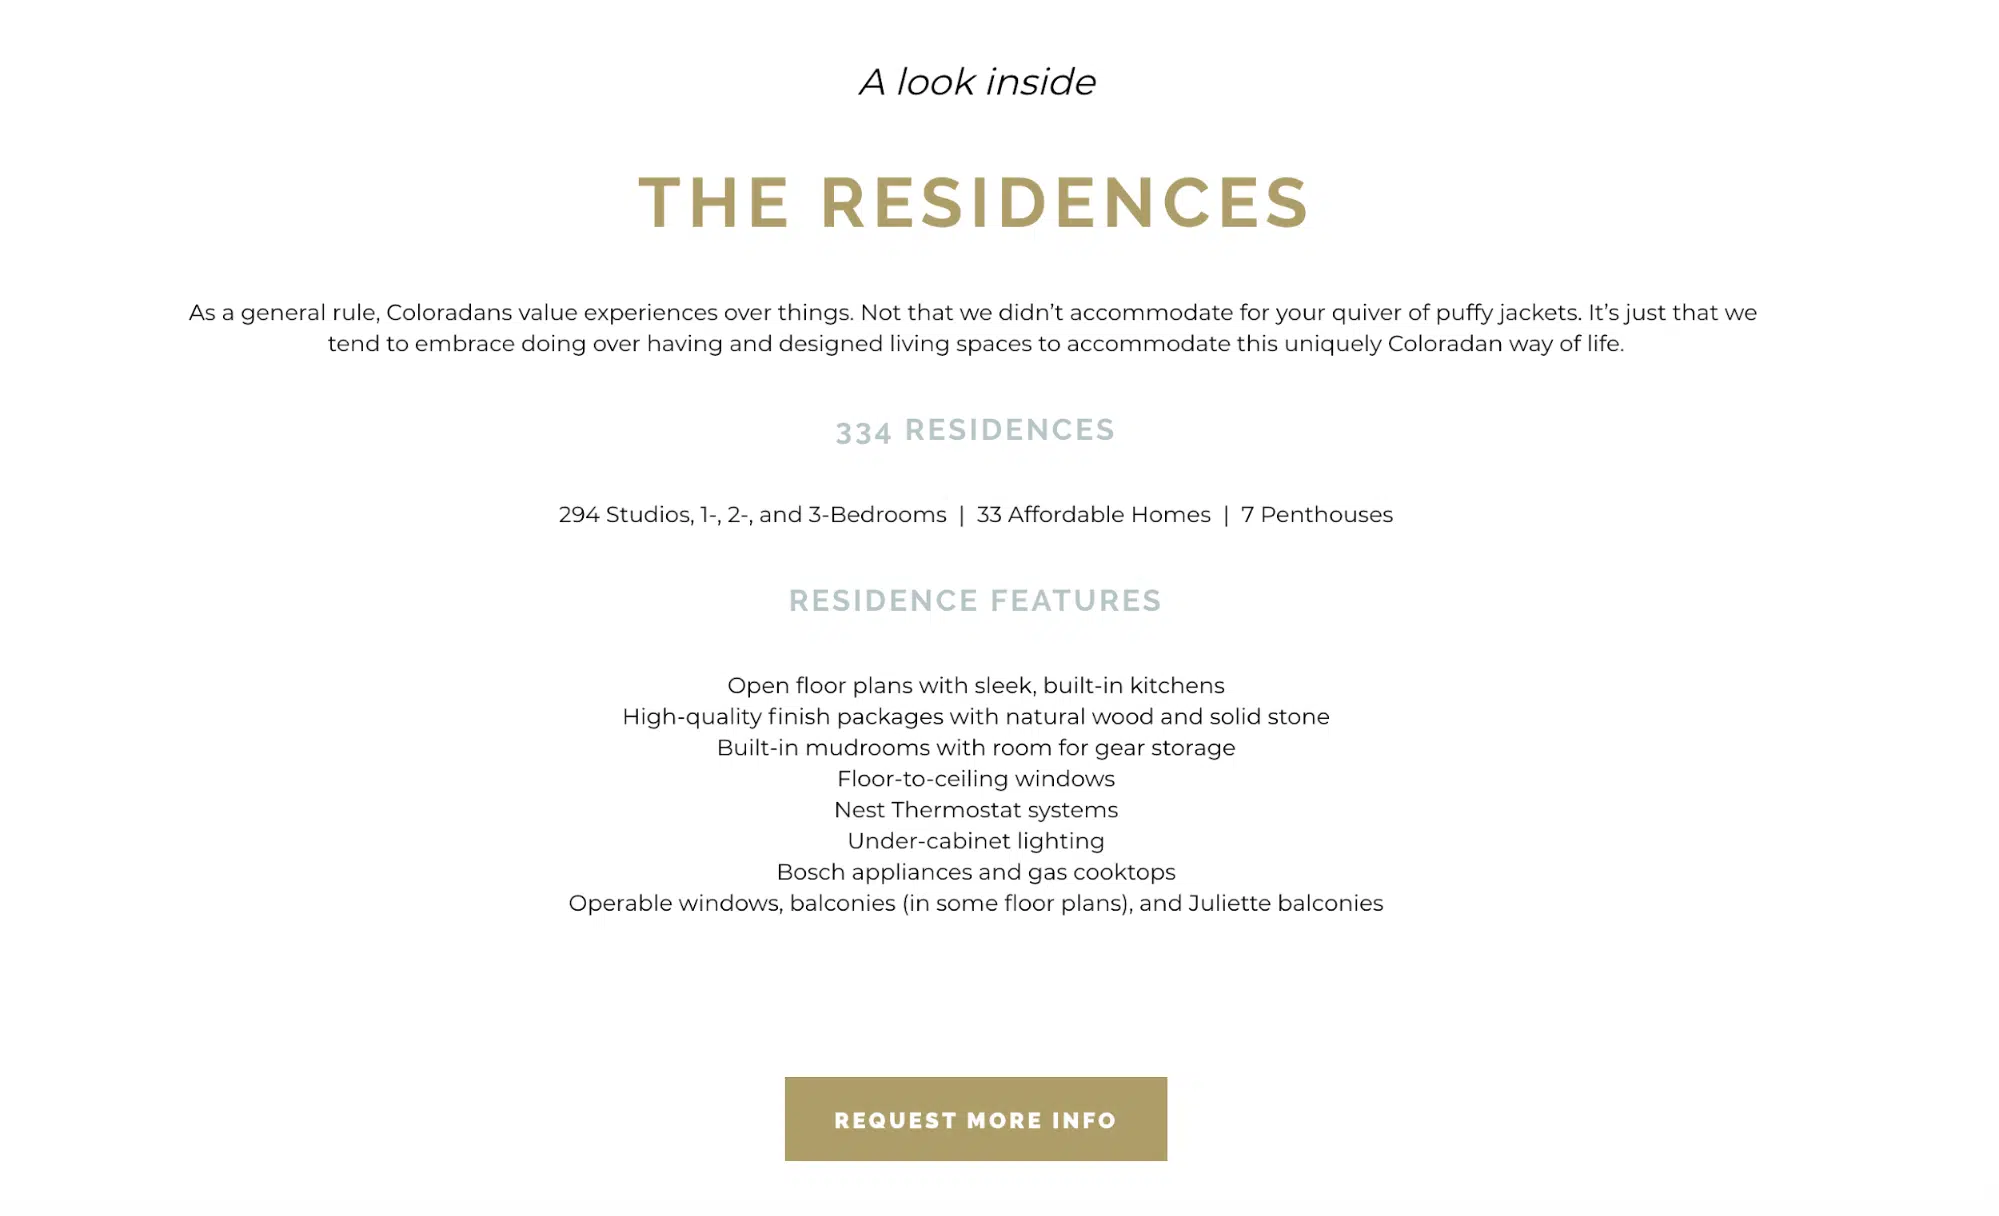 A look inside
THE RESIDENCES
As a general rule, Coloradans value experiences over things. Not that we didn’t accommodate for your quiver of puffy jackets. It’s just that we
tend to embrace doing over having and designed living spaces to accommodate this uniquely Coloradan way of life.
334 RESIDENCES
294 Studios, 1-, 2-, and 3-Bedrooms | 33 Affordable Homes | 7 Penthouses
RESIDENCE FEATURES
Open floor plans with sleek, built-in kitchens
High-quality finish packages with natural wood and solid stone
Built-in mudrooms with room for gear storage
Floor-to-ceiling windows
Nest Thermostat systems
Under-cabinet lighting
Bosch appliances and gas cooktops
Operable windows, balconies (in some floor plans), and Juliette balconies
REQUEST MORE INFO